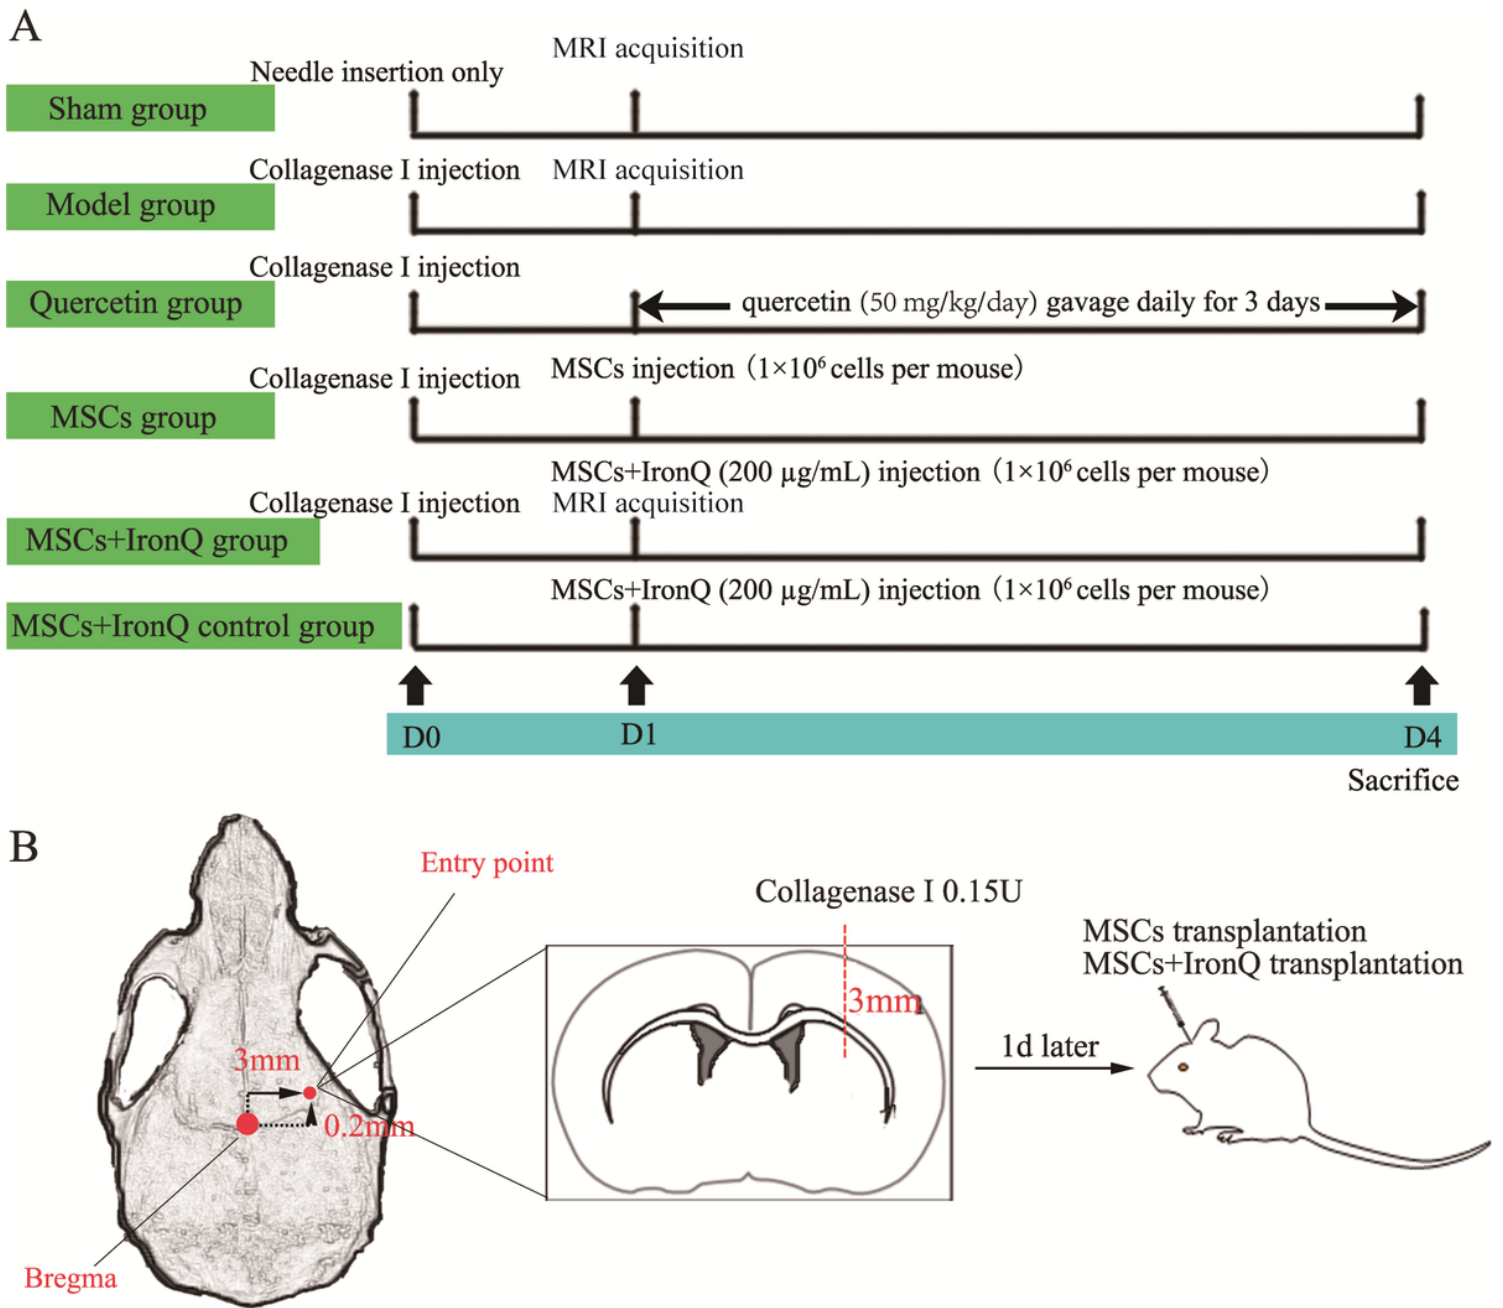 A
MRI acquisition
Needle insertion only
Sham group
Collagenase I injection MRI acquisition
Model group
Collagenase I injection
Quercetin group
quercetin (50 mg/kg/day) gavage daily for 3 days
MSCs injection (1×10⁶ cells per mouse)
Collagenase I injection
MSCs group
MSCs+IronQ (200 µg/mL) injection (1×10⁶ cells per mouse)
Collagenase I injection MRI acquisition
MSCs+IronQ group
MSCs+IronQ (200 µg/mL) injection (1×10⁶ cells per mouse)
MSCs+IronQ control group
D0 D1 D4
Sacrifice
B
Entry point
Collagenase I 0.15U
MSCs transplantation
MSCs+IronQ transplantation
3mm
1d later
3mm
0.2mm
Bregma